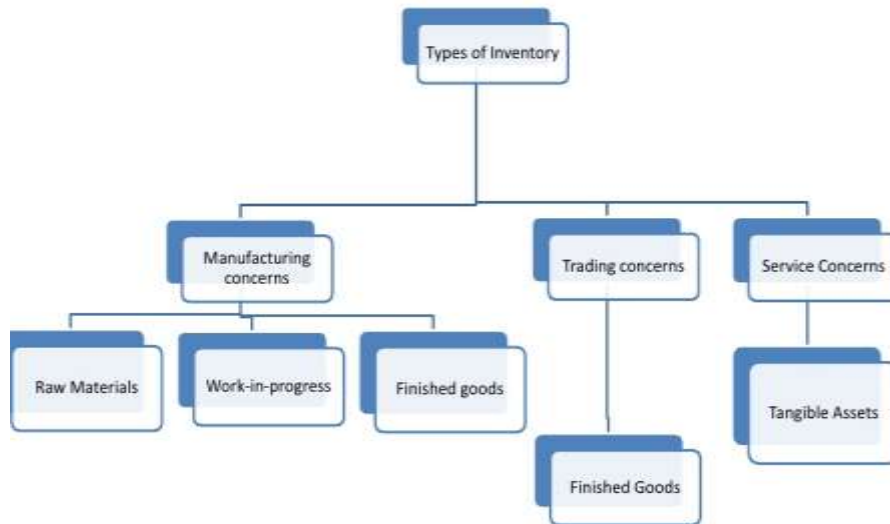 Types of Inventory
Manufacturing
concerns
Trading concerns
Service Concerns
Raw Materials
Work-in-progress
Finished goods
Tangible Assets
Finished Goods